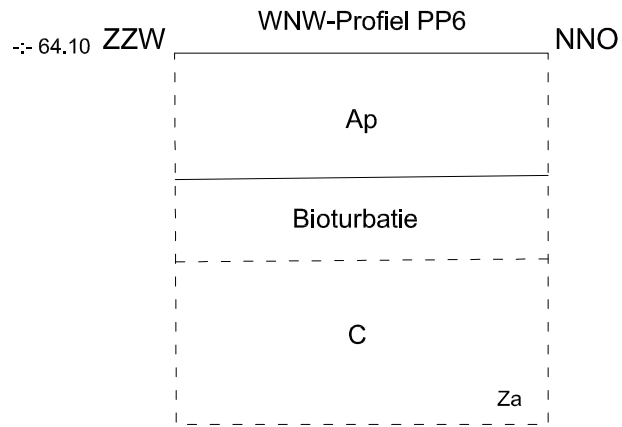 WNW-Profiel PP6
-:- 64.10 ZZW NNO
Ap
Bioturbatie
C
Za